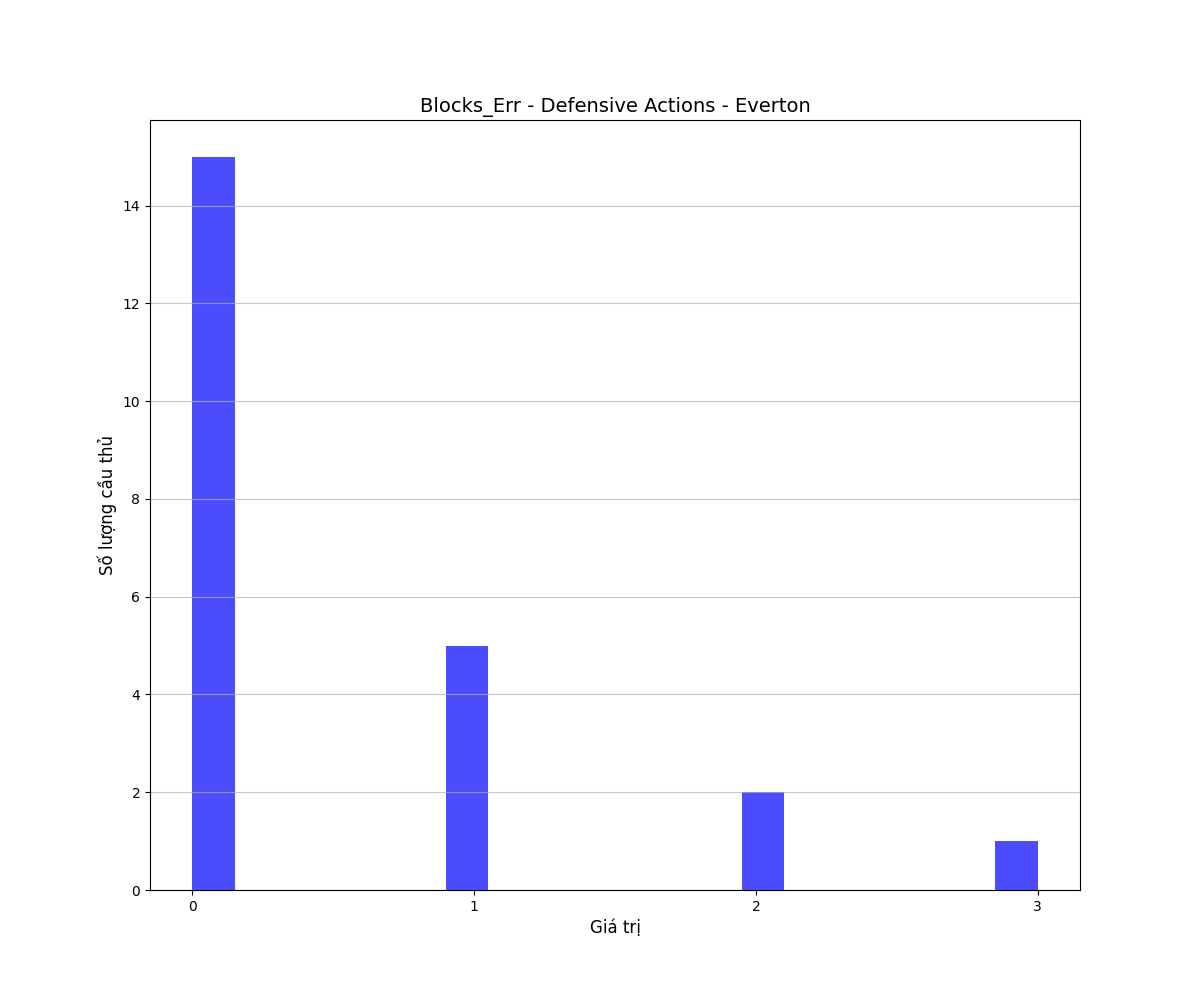 Blocks_Err - Defensive Actions - Everton
14
12
10
8
6
4
2
0
Số lượng cầu thủ
0 1 2 3
Giá trị